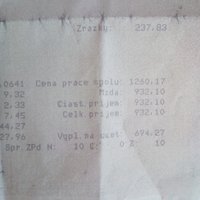 Zrazky: 237.83
.0641 Cena prace spolu: 1260.17
9.32 Mzda: 932.10
2.33 Ciast.prijem: 932.10
7.45 Celk.prijem: 932.10
44.27
27.96 Vypl.na ucet: 694.27
Spr ZPd N: 10 C: 0 Z: 10